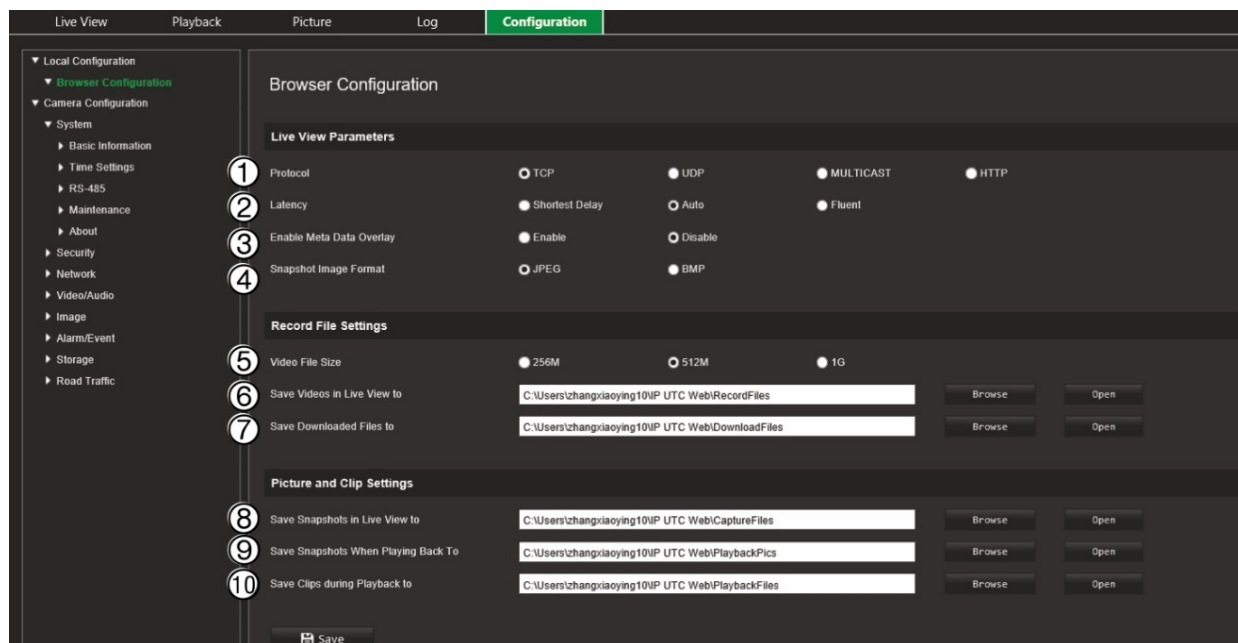 Live View Playback Picture Log Configuration
Local Configuration
Browser Configuration
Camera Configuration
System
Basic Information
Time Settings
RS-485
Maintenance
About
Security
Network
Video/Audio
Image
Alarm/Event
Storage
Road Traffic
Browser Configuration
Live View Parameters
1 Protocol TCP UDP MULTICAST HTTP
2 Latency Shortest Delay Auto Fluent
3 Enable Meta Data Overlay Enable Disable
4 Snapshot Image Format JPEG BMP
Record File Settings
5 Video File Size 256M 512M 1G
6 Save Videos in Live View to C:\Users\zhangxiaoying10\IP UTC Web\RecordFiles Browse Open
7 Save Downloaded Files to C:\Users\zhangxiaoying10\IP UTC Web\DownloadFiles Browse Open
Picture and Clip Settings
8 Save Snapshots in Live View to C:\Users\zhangxiaoying10\IP UTC Web\CaptureFiles Browse Open
9 Save Snapshots When Playing Back To C:\Users\zhangxiaoying10\IP UTC Web\PlaybackPics Browse Open
10 Save Clips during Playback to C:\Users\zhangxiaoying10\IP UTC Web\PlaybackFiles Browse Open
Save